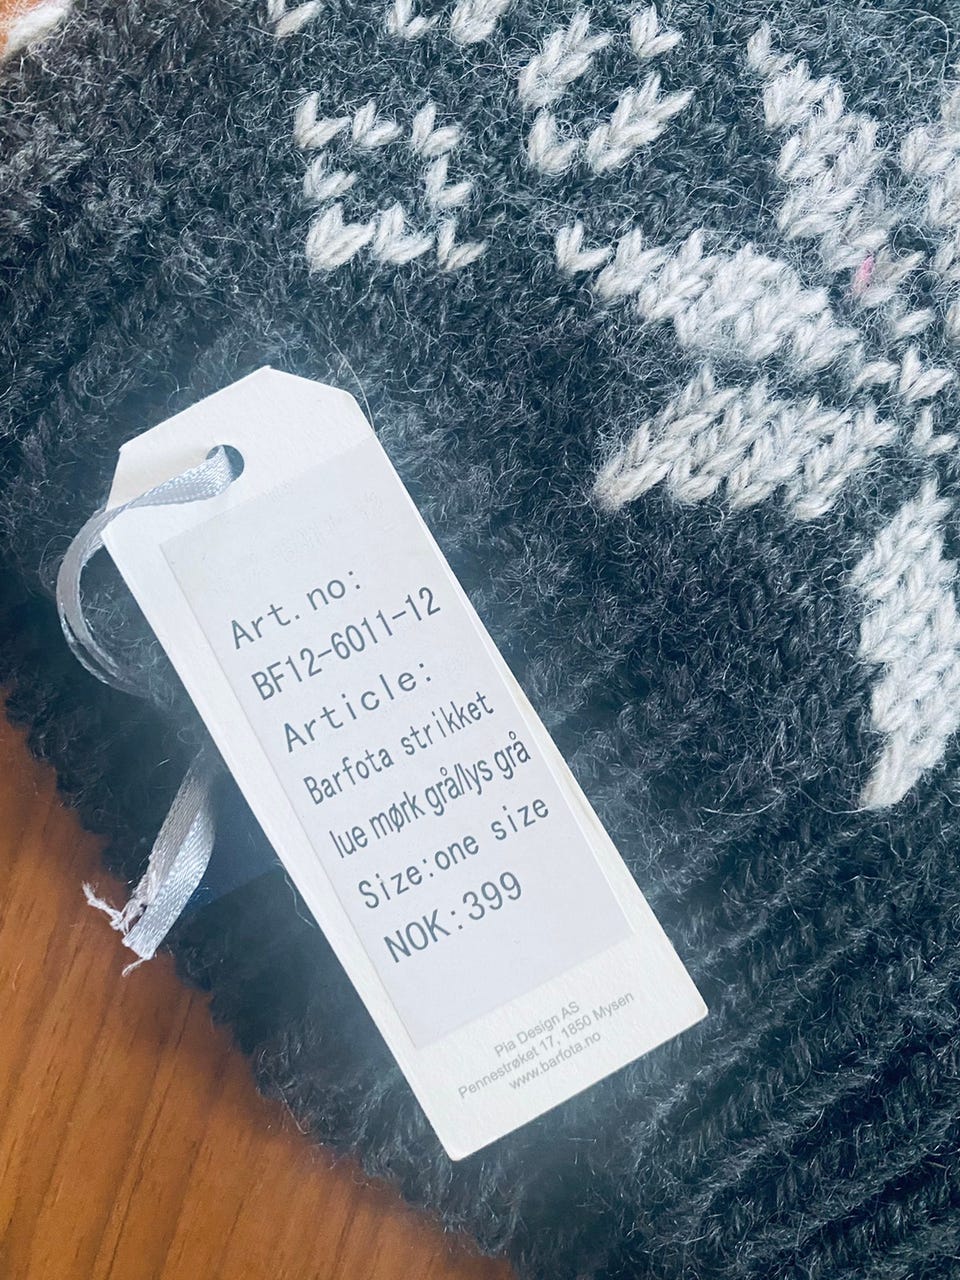 Art.no:
BF12-6011-12
Article:
Barfota strikket
lue mørk grå/lys grå
Size:one size
NOK:399
Pia Design AS
Pennestrøket 17, 1850 Mysen
www.barfota.no